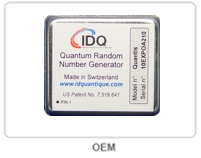 IDQ
Quantum Random
Number Generator
Made in Switzerland
www.idquantique.com
US Patent No. 7,519,641
PIN 1
Model n°: Quantis
Serial n°: 10EXPOA210
OEM